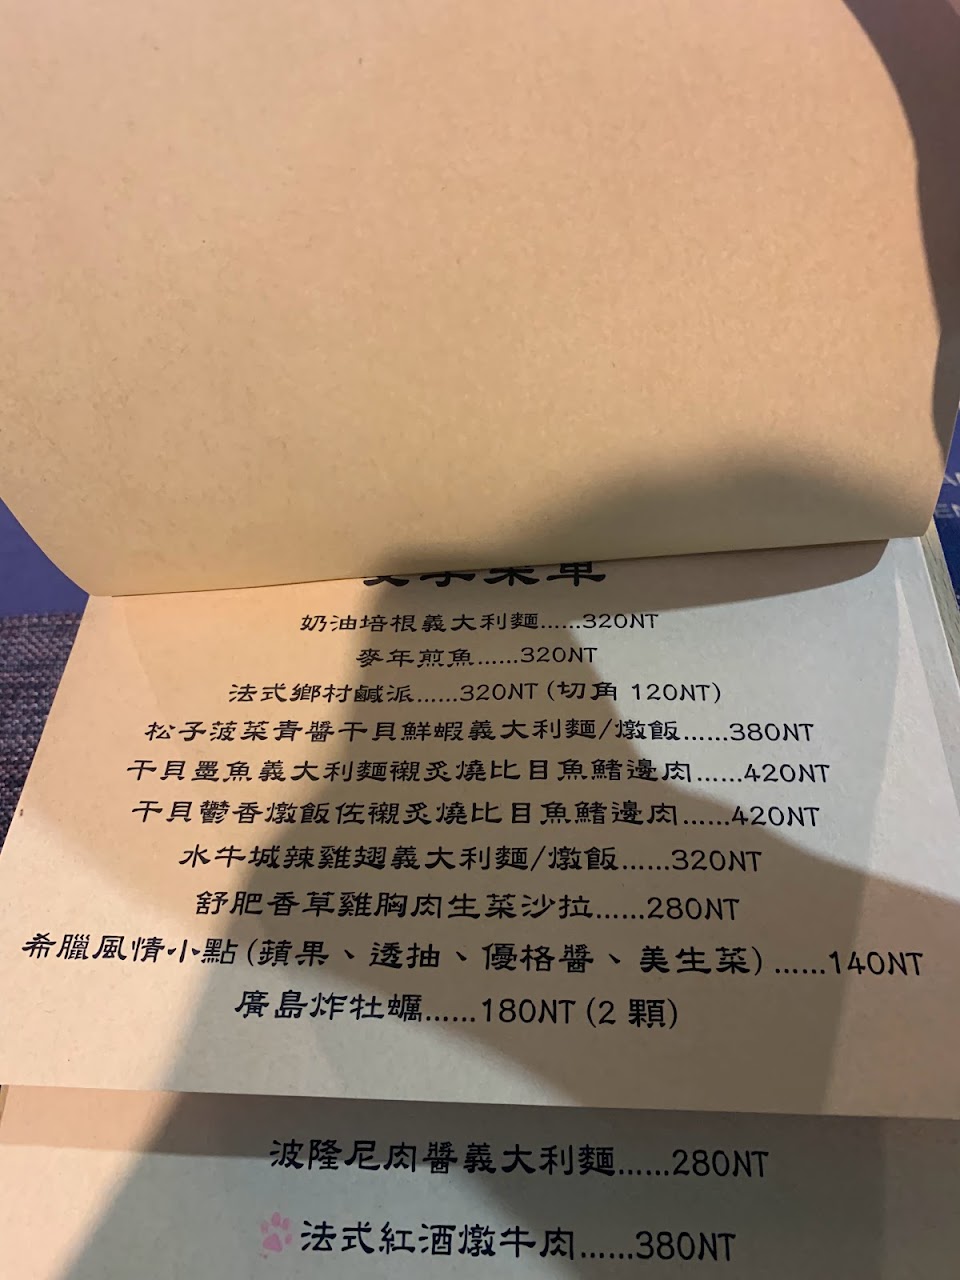 菜單
奶油培根義大利麵……320NT
麥年煎魚……320NT
法式鄉村鹹派……320NT (切角 120NT)
松子菠菜青醬干貝鮮蝦義大利麵/燉飯……380NT
干貝墨魚義大利麵襯炙燒比目魚鰭邊肉……420NT
干貝鬱香燉飯佐襯炙燒比目魚鰭邊肉……420NT
水牛城辣雞翅義大利麵/燉飯……320NT
舒肥香草雞胸肉生菜沙拉……280NT
希臘風情小點 (蘋果、透抽、優格醬、美生菜) ……140NT
廣島炸牡蠣……180NT (2 顆)
波隆尼肉醬義大利麵……280NT
法式紅酒燉牛肉……380NT